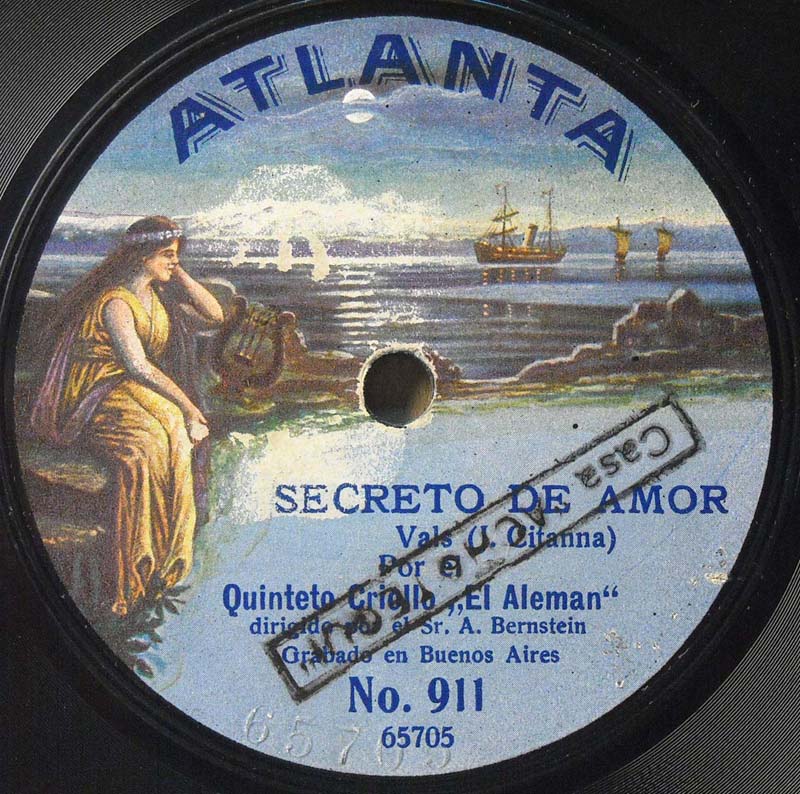 ATLANTA
SECRETO DE AMOR
Vals (J. Citanna)
Por el
Quinteto Criollo „El Aleman“
dirigido por el Sr. A. Bernstein
Grabado en Buenos Aires
No. 911
65705
65705
Casa